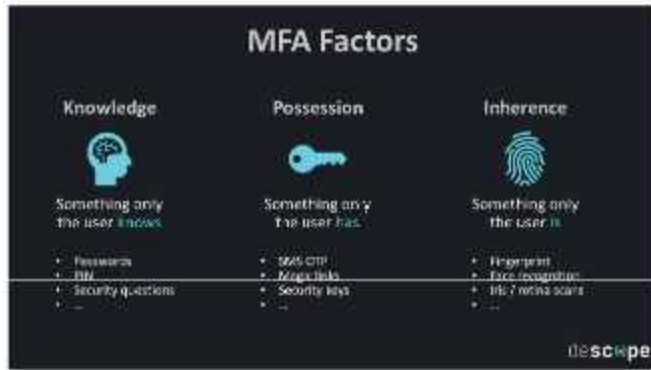 MFA Factors
Knowledge
Something only
the user knows
• Passwords
• PIN
• Security questions
• ...
Possession
Something only
the user has
• SMS OTP
• Magic links
• Security keys
• ...
Inherence
Something only
the user is
• Fingerprint
• Face recognition
• Iris / retina scans
• ...
descope